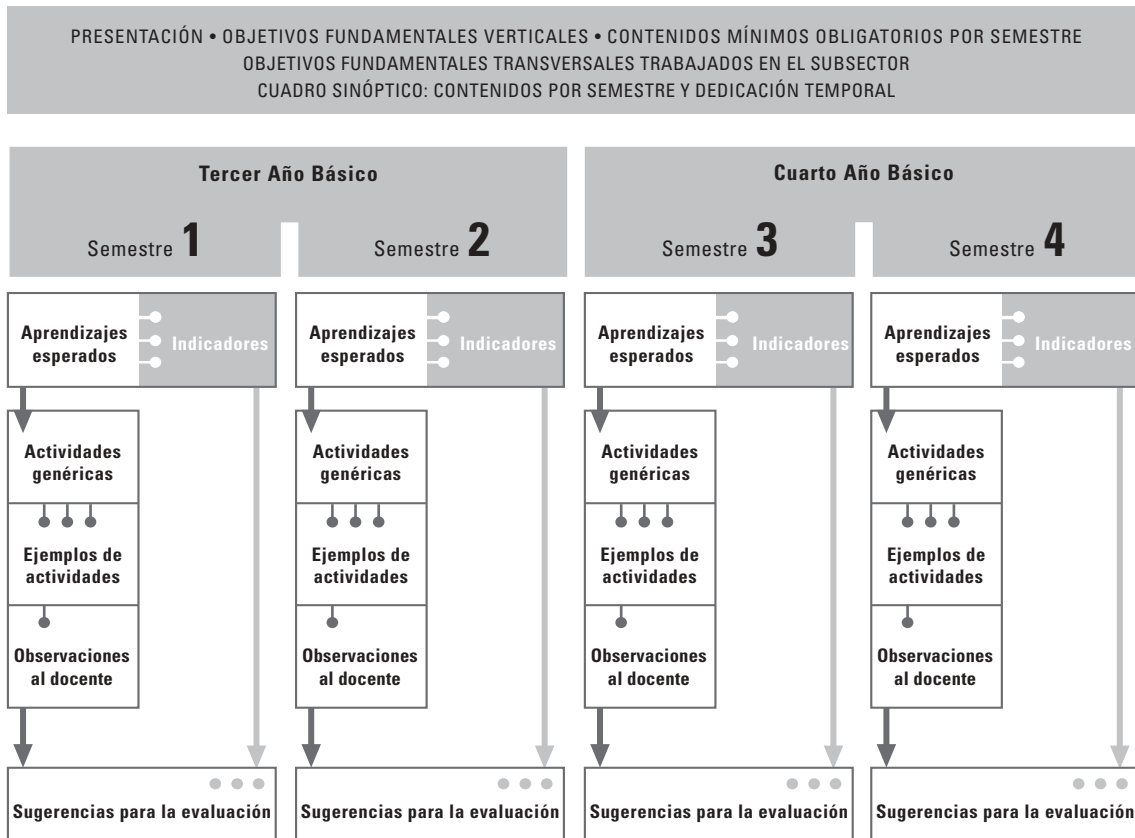 PRESENTACIÓN • OBJETIVOS FUNDAMENTALES VERTICALES • CONTENIDOS MÍNIMOS OBLIGATORIOS POR SEMESTRE
OBJETIVOS FUNDAMENTALES TRANSVERSALES TRABAJADOS EN EL SUBSECTOR
CUADRO SINÓPTICO: CONTENIDOS POR SEMESTRE Y DEDICACIÓN TEMPORAL
Tercer Año Básico
Semestre 1
Semestre 2
Cuarto Año Básico
Semestre 3
Semestre 4
Aprendizajes
esperados
Indicadores
Actividades
genéricas
Ejemplos de
actividades
Observaciones
al docente
Sugerencias para la evaluación
Aprendizajes
esperados
Indicadores
Actividades
genéricas
Ejemplos de
actividades
Observaciones
al docente
Sugerencias para la evaluación
Aprendizajes
esperados
Indicadores
Actividades
genéricas
Ejemplos de
actividades
Observaciones
al docente
Sugerencias para la evaluación
Aprendizajes
esperados
Indicadores
Actividades
genéricas
Ejemplos de
actividades
Observaciones
al docente
Sugerencias para la evaluación